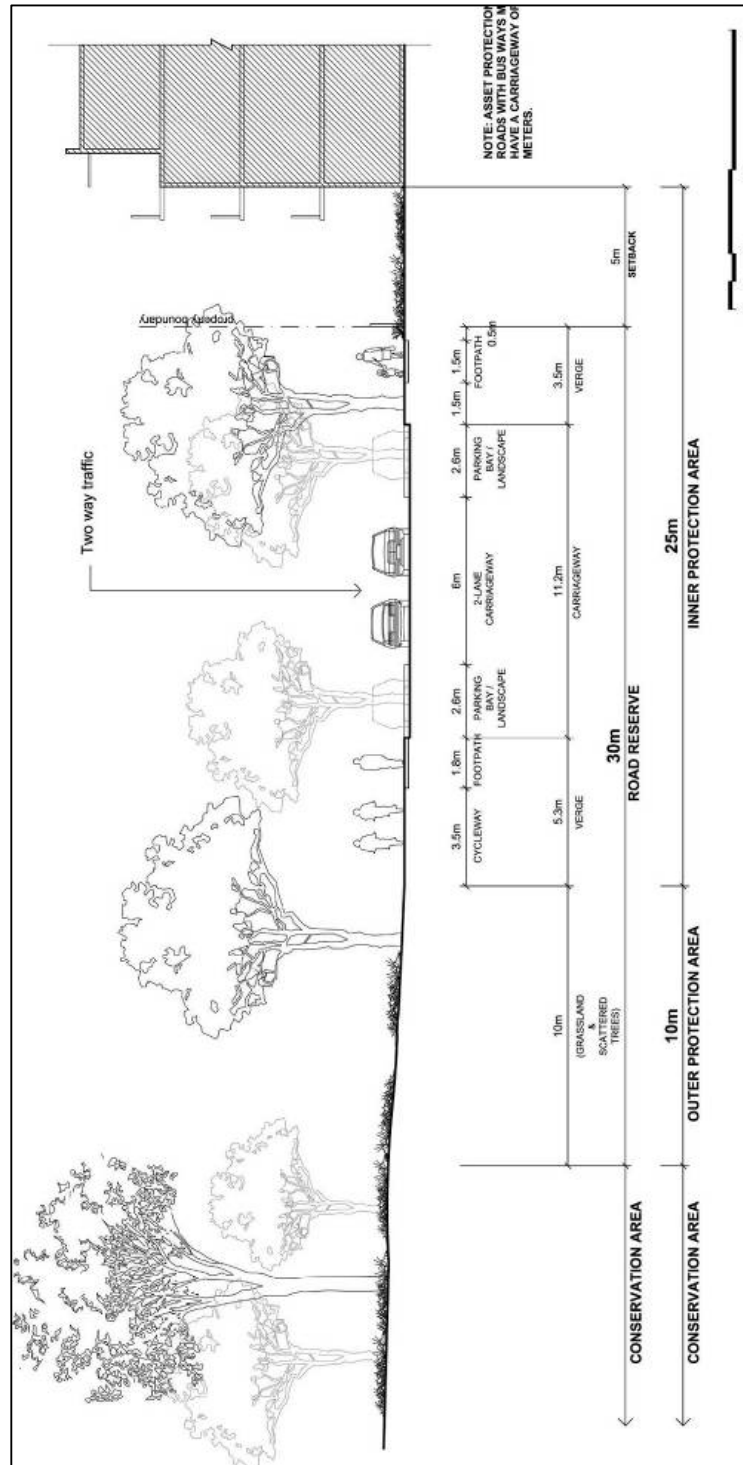 Two way traffic
property boundary
NOTE: ASSET PROTECTION
ROADS WITH BUS WAYS M
HAVE A CARRIAGEWAY OF
METERS.
3.5m
CYCLEWAY
1.8m
FOOTPATH
2.6m
PARKING
BAY /
LANDSCAPE
6m
2-LANE
CARRIAGEWAY
2.6m
PARKING
BAY /
LANDSCAPE
1.5m
1.5m
FOOTPATH
0.5m
10m
(GRASSLAND
&
SCATTERED
TREES)
5.3m
VERGE
11.2m
CARRIAGEWAY
3.5m
VERGE
CONSERVATION AREA
30m
ROAD RESERVE
5m
SETBACK
CONSERVATION AREA
10m
OUTER PROTECTION AREA
25m
INNER PROTECTION AREA